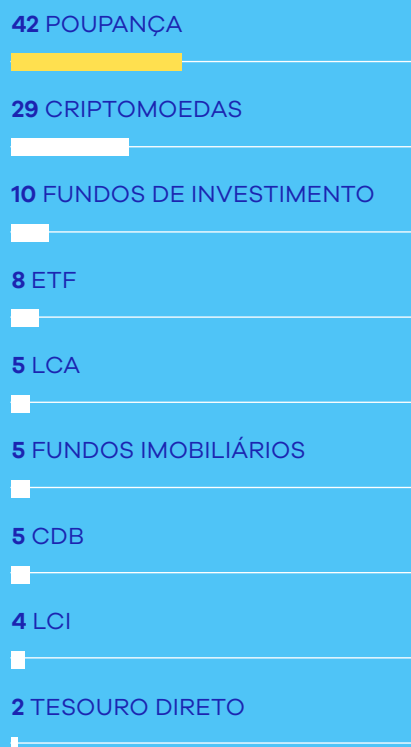 42 POUPANÇA
29 CRIPTOMOEDAS
10 FUNDOS DE INVESTIMENTO
8 ETF
5 LCA
5 FUNDOS IMOBILIÁRIOS
5 CDB
4 LCI
2 TESOURO DIRETO